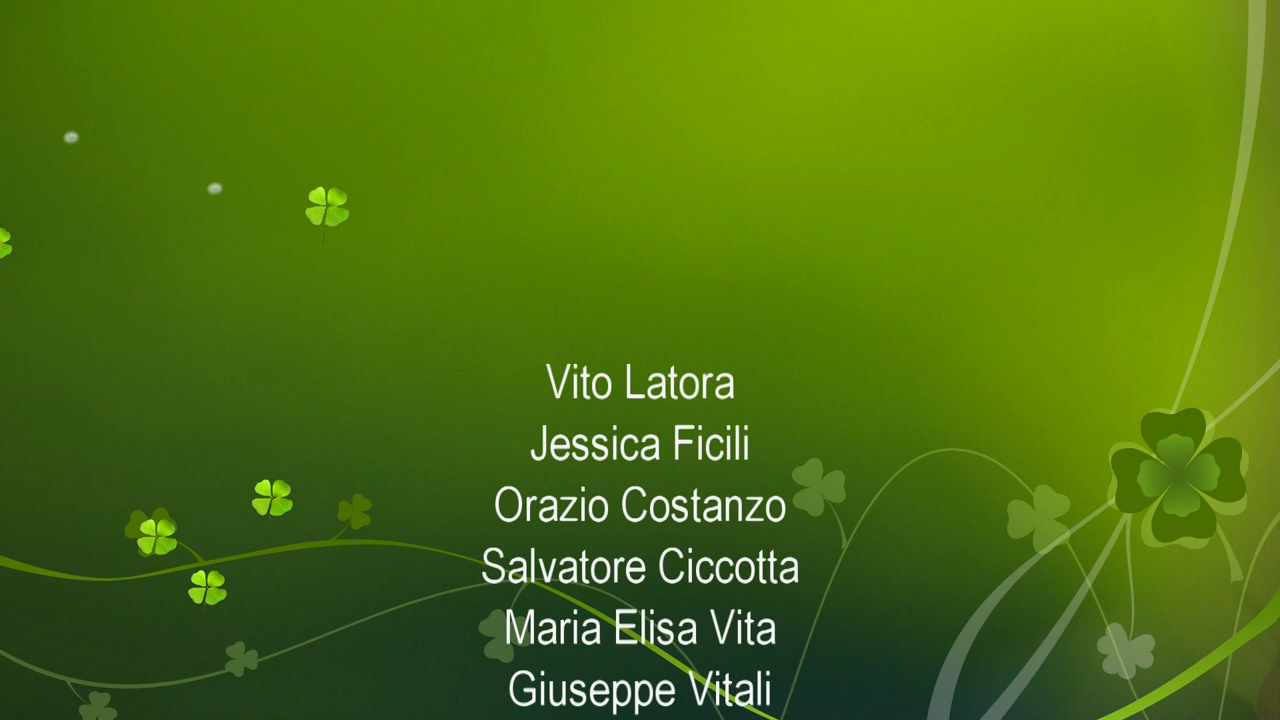 Vito Latora
Jessica Ficili
Orazio Costanzo
Salvatore Ciccotta
Maria Elisa Vita
Giuseppe Vitali